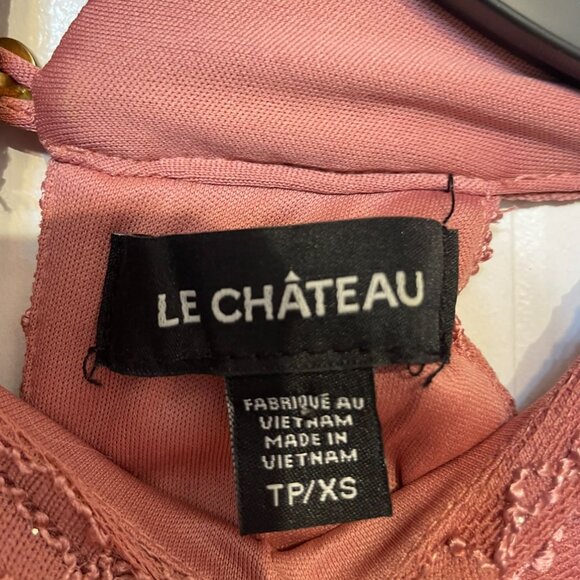 LE CHÂTEAU
FABRIQUÉ AU
VIETNAM
MADE IN
VIETNAM
TP/XS